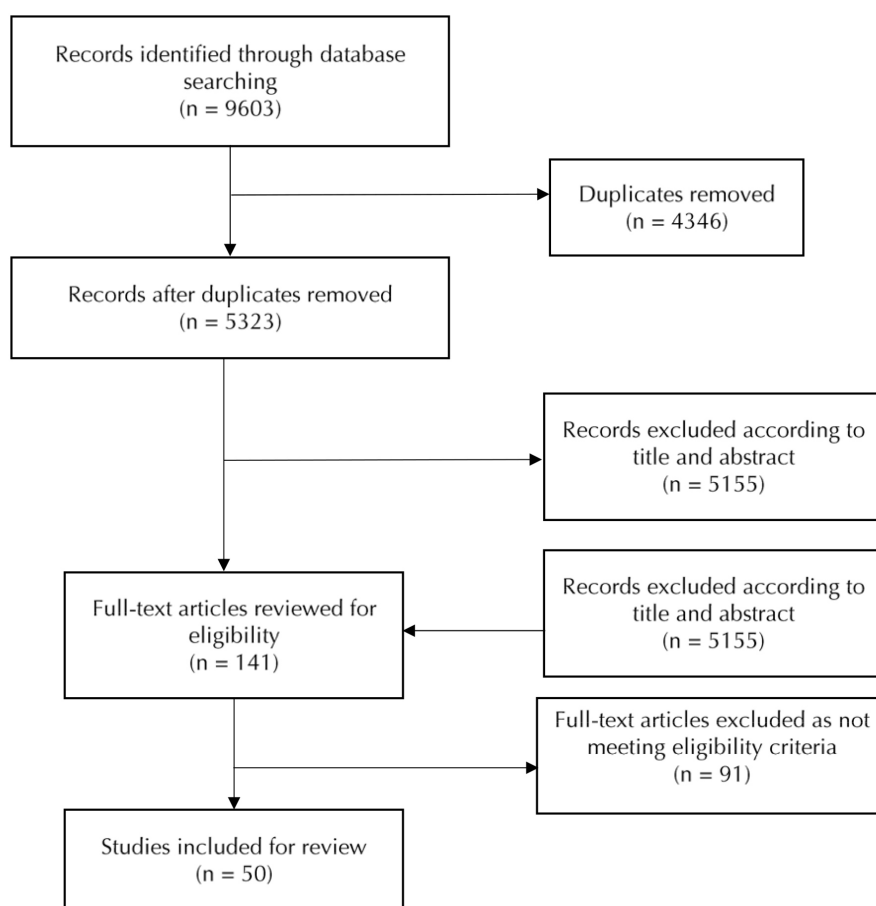 Records identified through database
searching
(n = 9603)
Duplicates removed
(n = 4346)
Records after duplicates removed
(n = 5323)
Records excluded according to
title and abstract
(n = 5155)
Full-text articles reviewed for
eligibility
(n = 141)
Records excluded according to
title and abstract
(n = 5155)
Full-text articles excluded as not
meeting eligibility criteria
(n = 91)
Studies included for review
(n = 50)